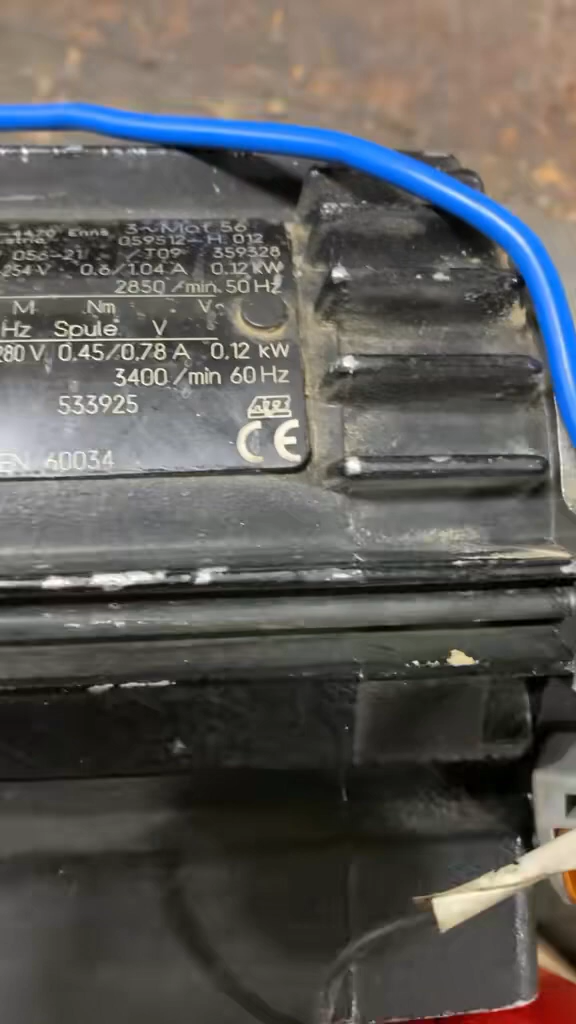 -4470 Enns 3~Mot 56
059512-H 012
056-21/ /T09 359328
254 V 0.6/1.04 A 0.12 kW
2850 /min. 50 Hz
M Nm V
Hz Spule V
280 V 0.45/0.78 A 0.12 kW
3400 /min 60 Hz
533925
CE
EN 60034